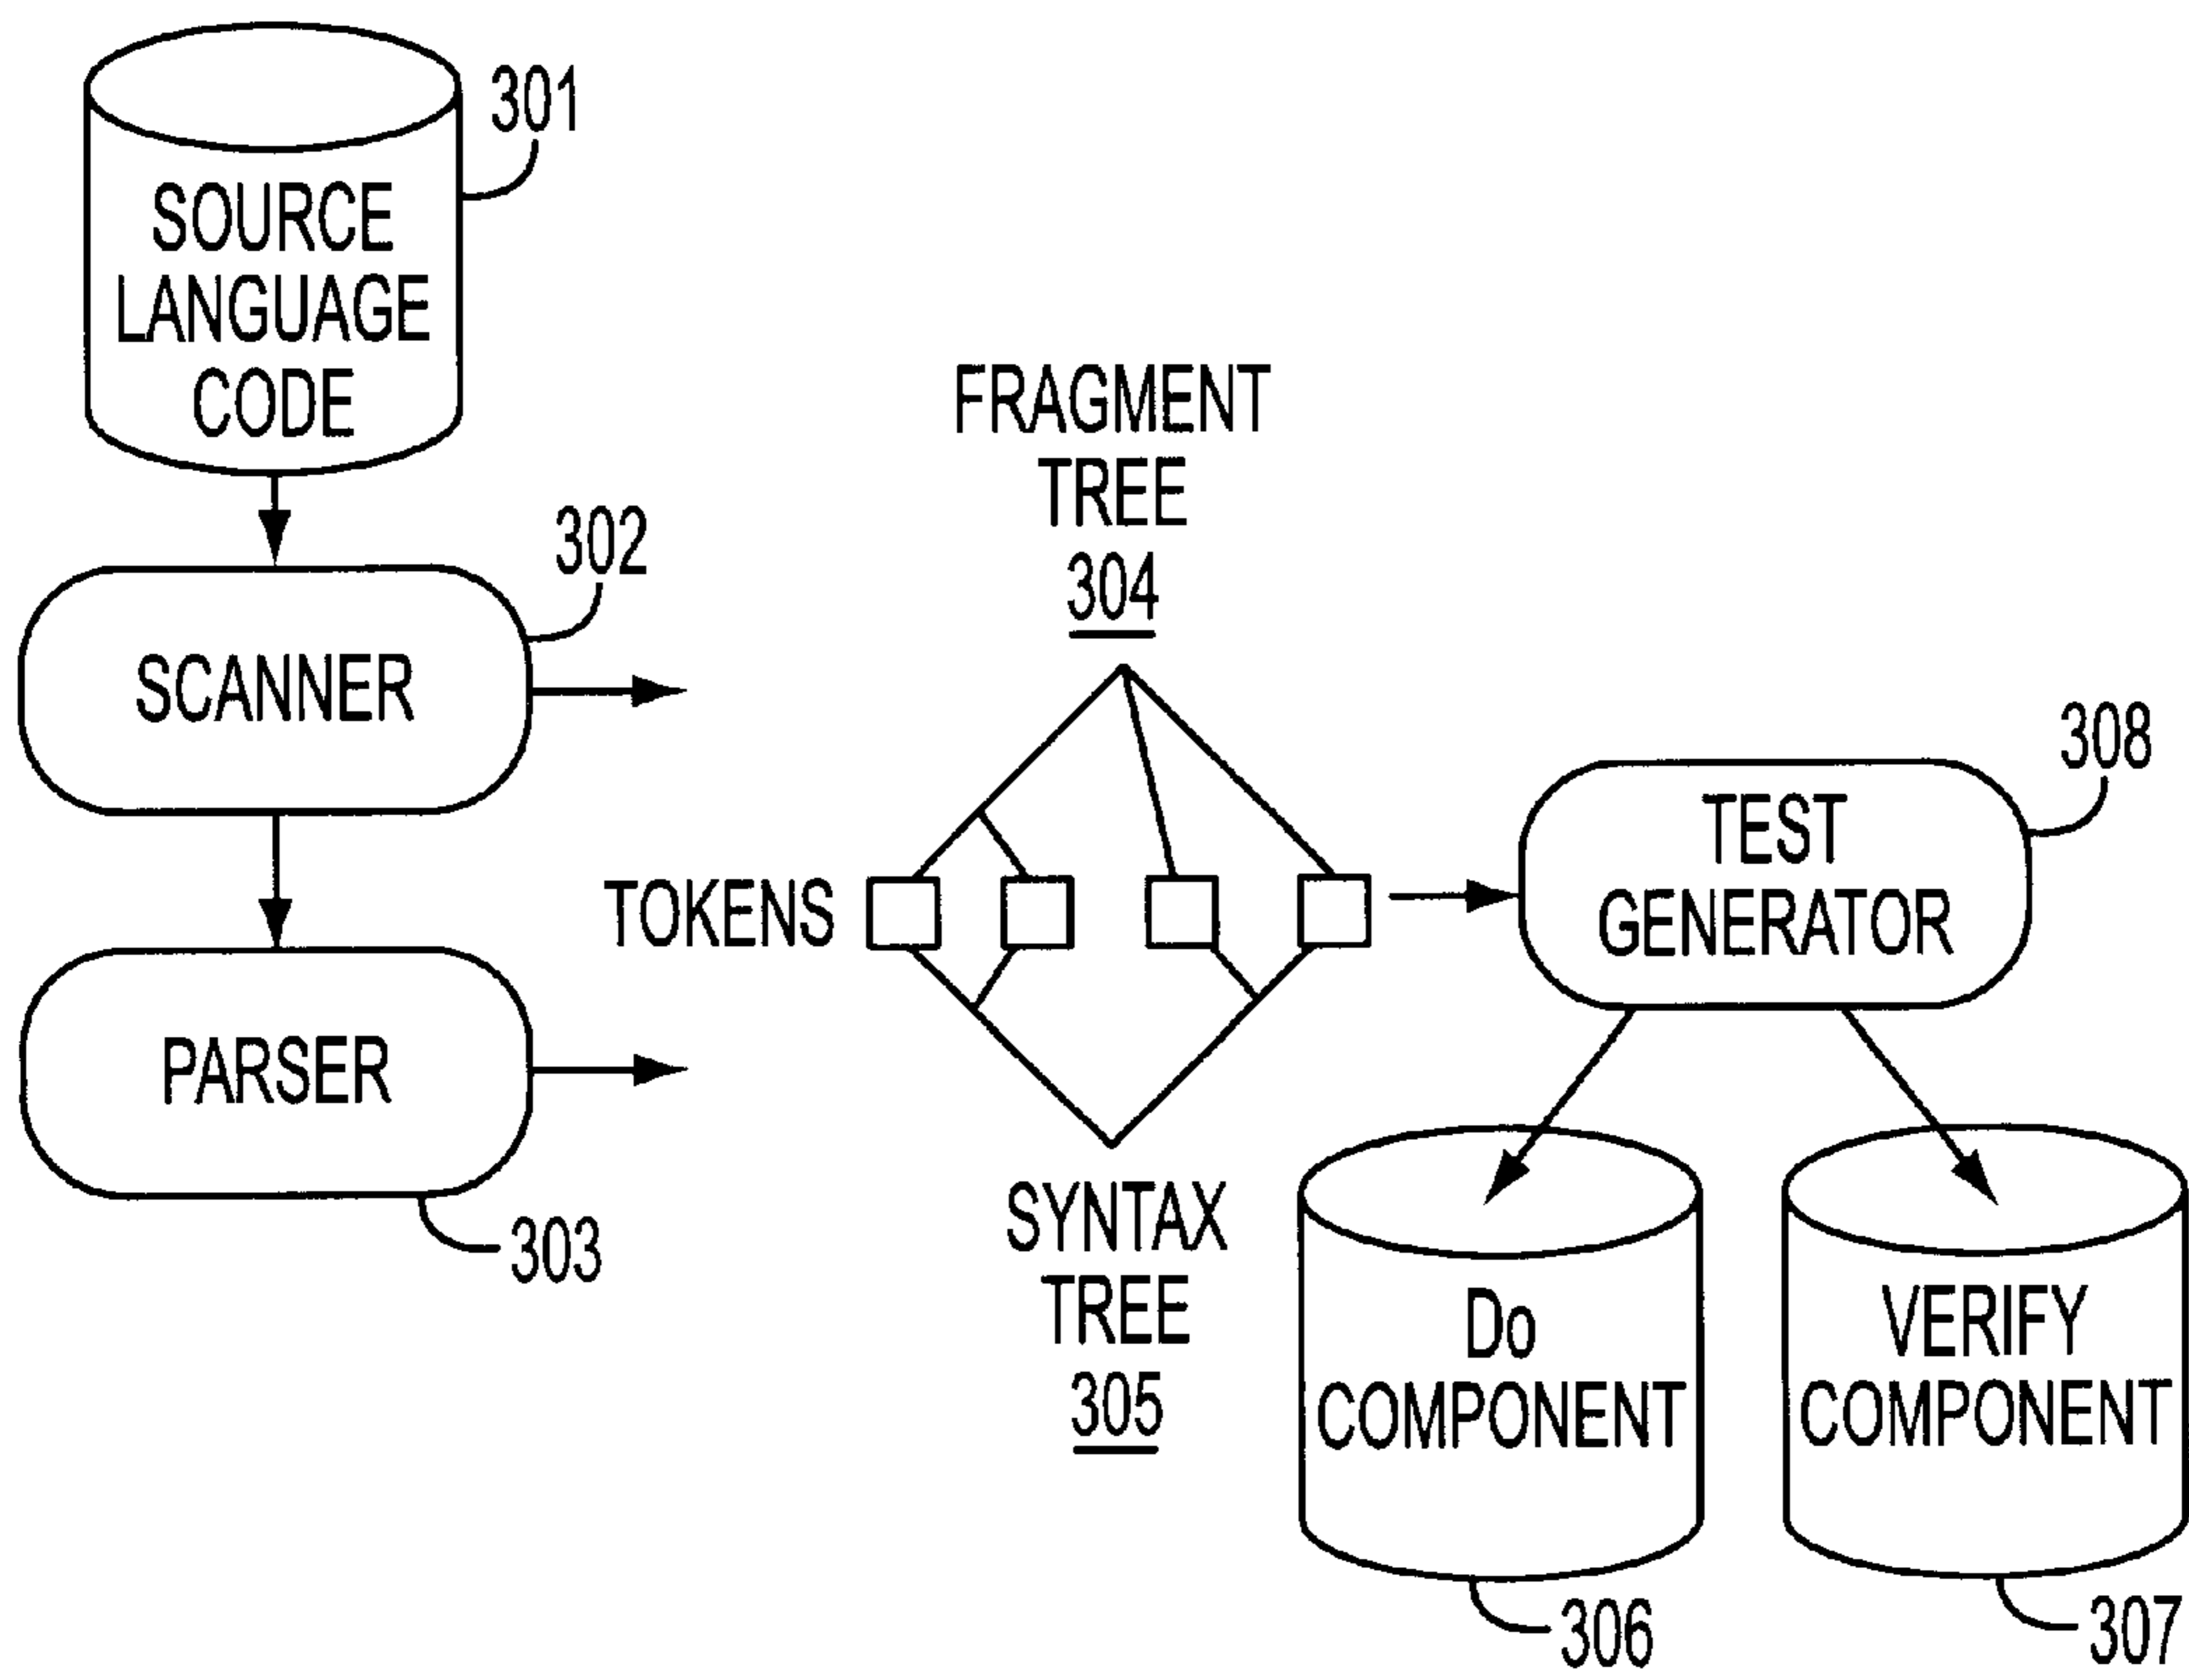 301
SOURCE
LANGUAGE
CODE
302
SCANNER
PARSER
303
FRAGMENT
TREE
304
TOKENS
SYNTAX
TREE
305
308
TEST
GENERATOR
Do
COMPONENT
306
VERIFY
COMPONENT
307